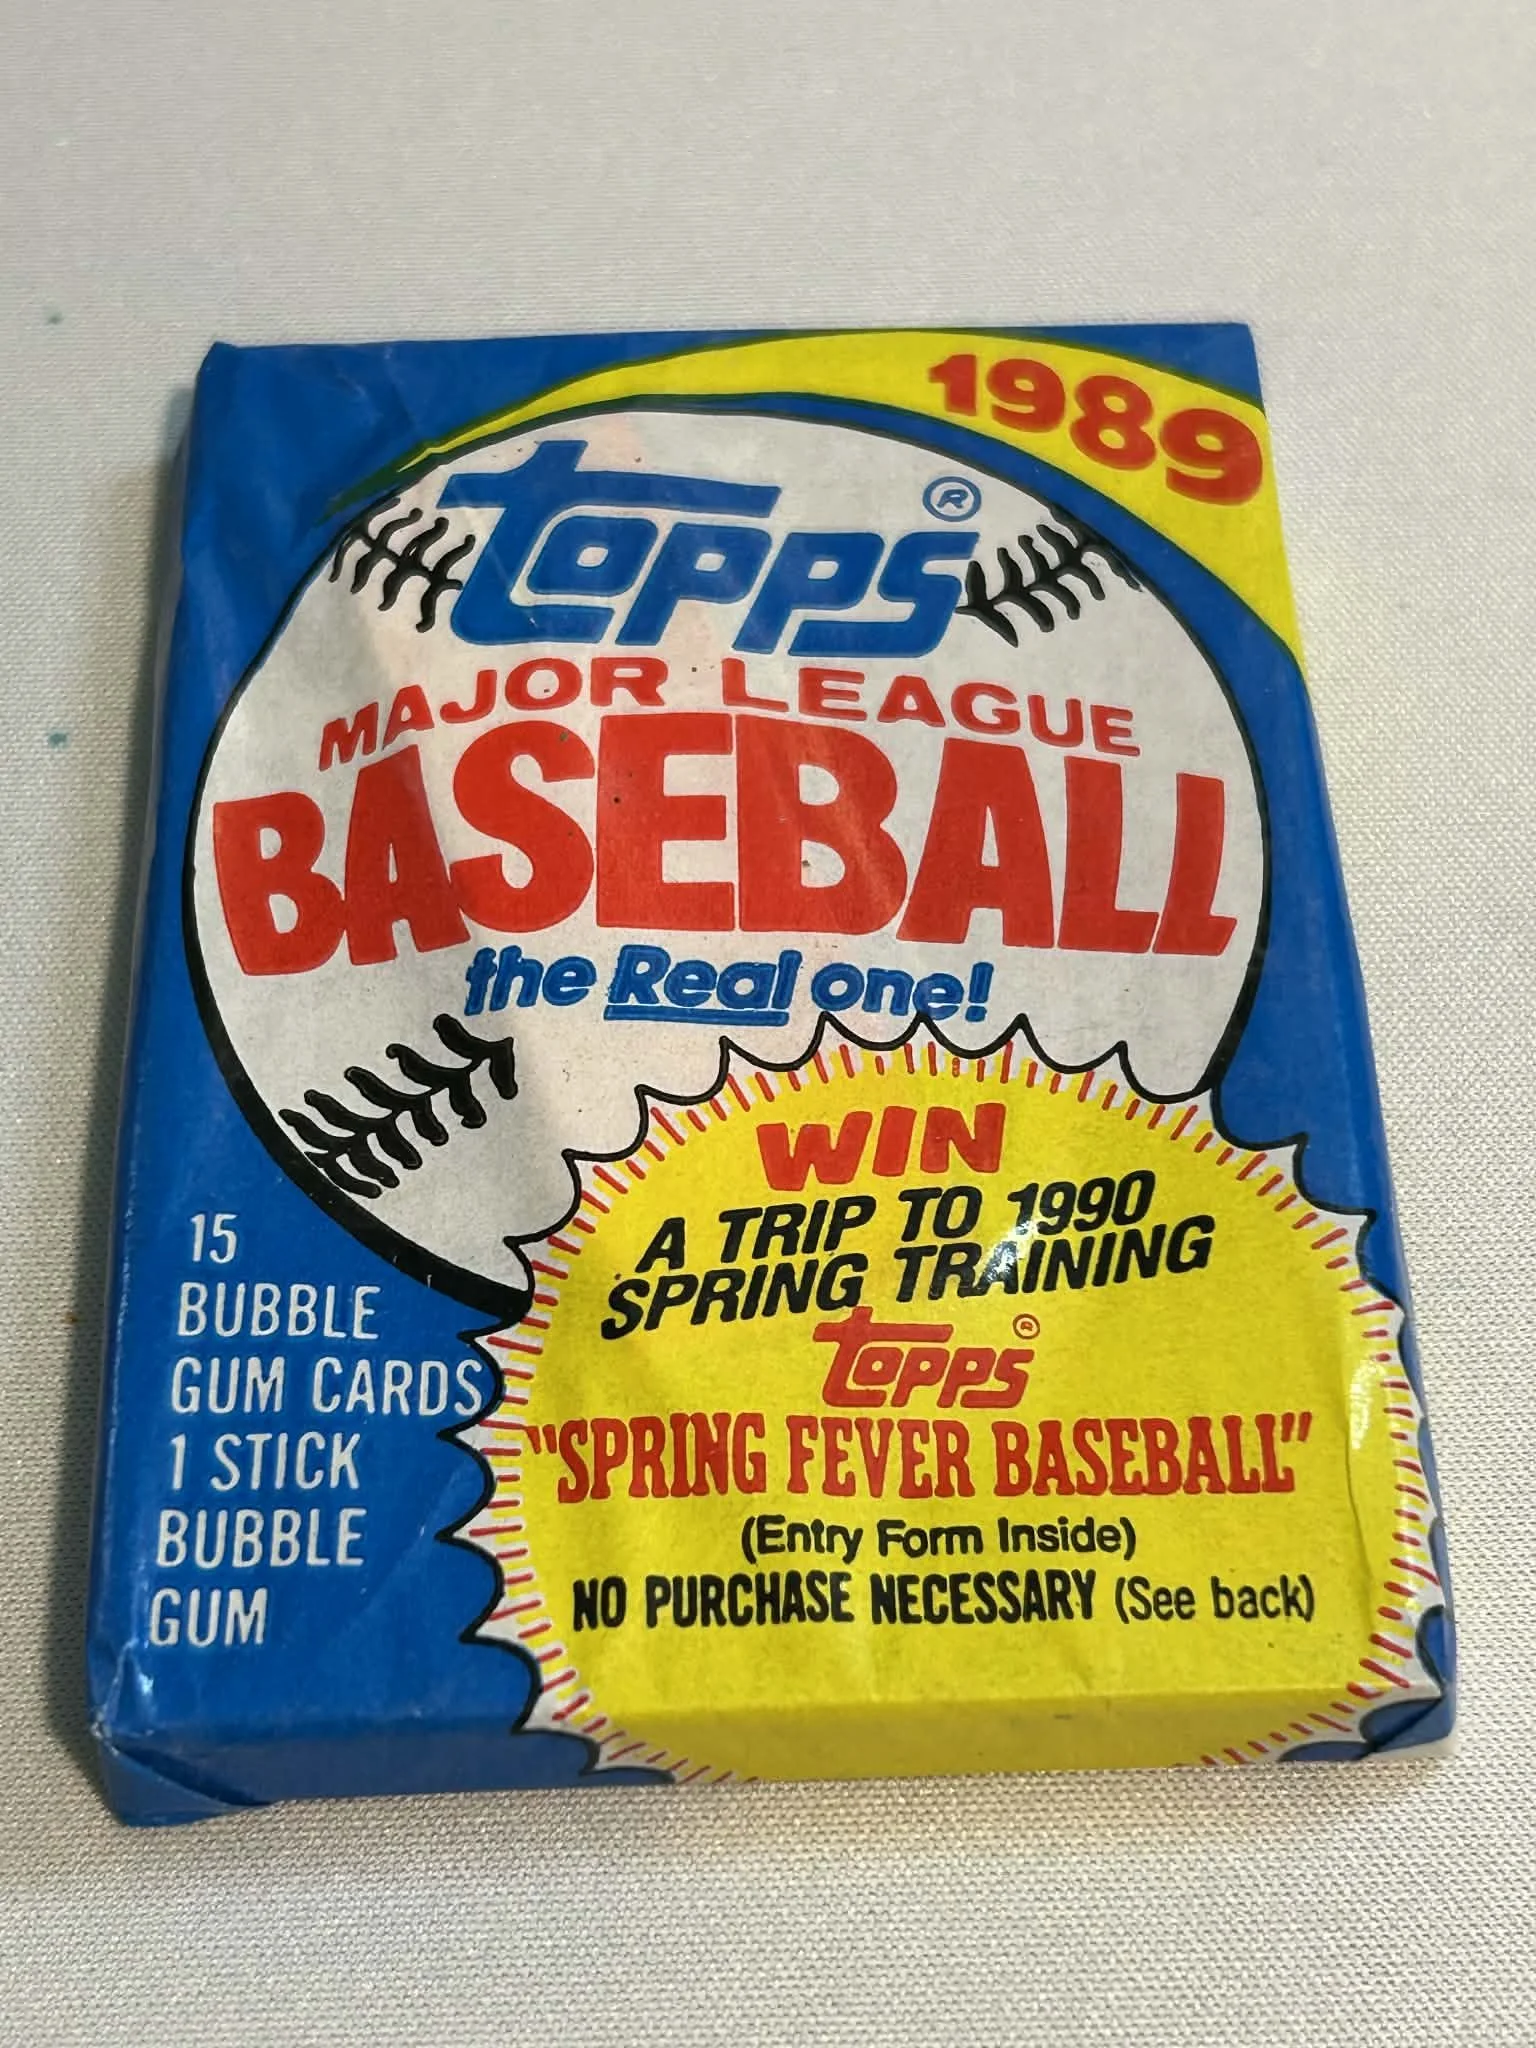 1989
topps®
MAJOR LEAGUE
BASEBALL
the Real one!
WIN
A TRIP TO 1990
SPRING TRAINING
topps®
"SPRING FEVER BASEBALL"
(Entry Form Inside)
NO PURCHASE NECESSARY (See back)
15
BUBBLE
GUM CARDS
1 STICK
BUBBLE
GUM